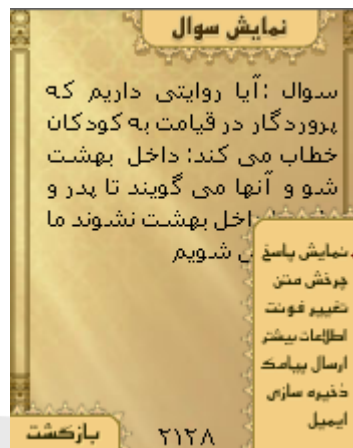 نمایش سوال
سوال :آیا روایتی داریم که
پروردگار در قیامت به کودکان
خطاب می کند: داخل بهشت
شو و آنها می گویند تا پدر و
داخل بهشت نشوند ما
شویم
نمایش پاسخ
چرخش متن
تغییر فونت
اطلاعات بیشتر
ارسال پیامک
ذخیره سازی
ایمیل
بازگشت
۲۱۲۸